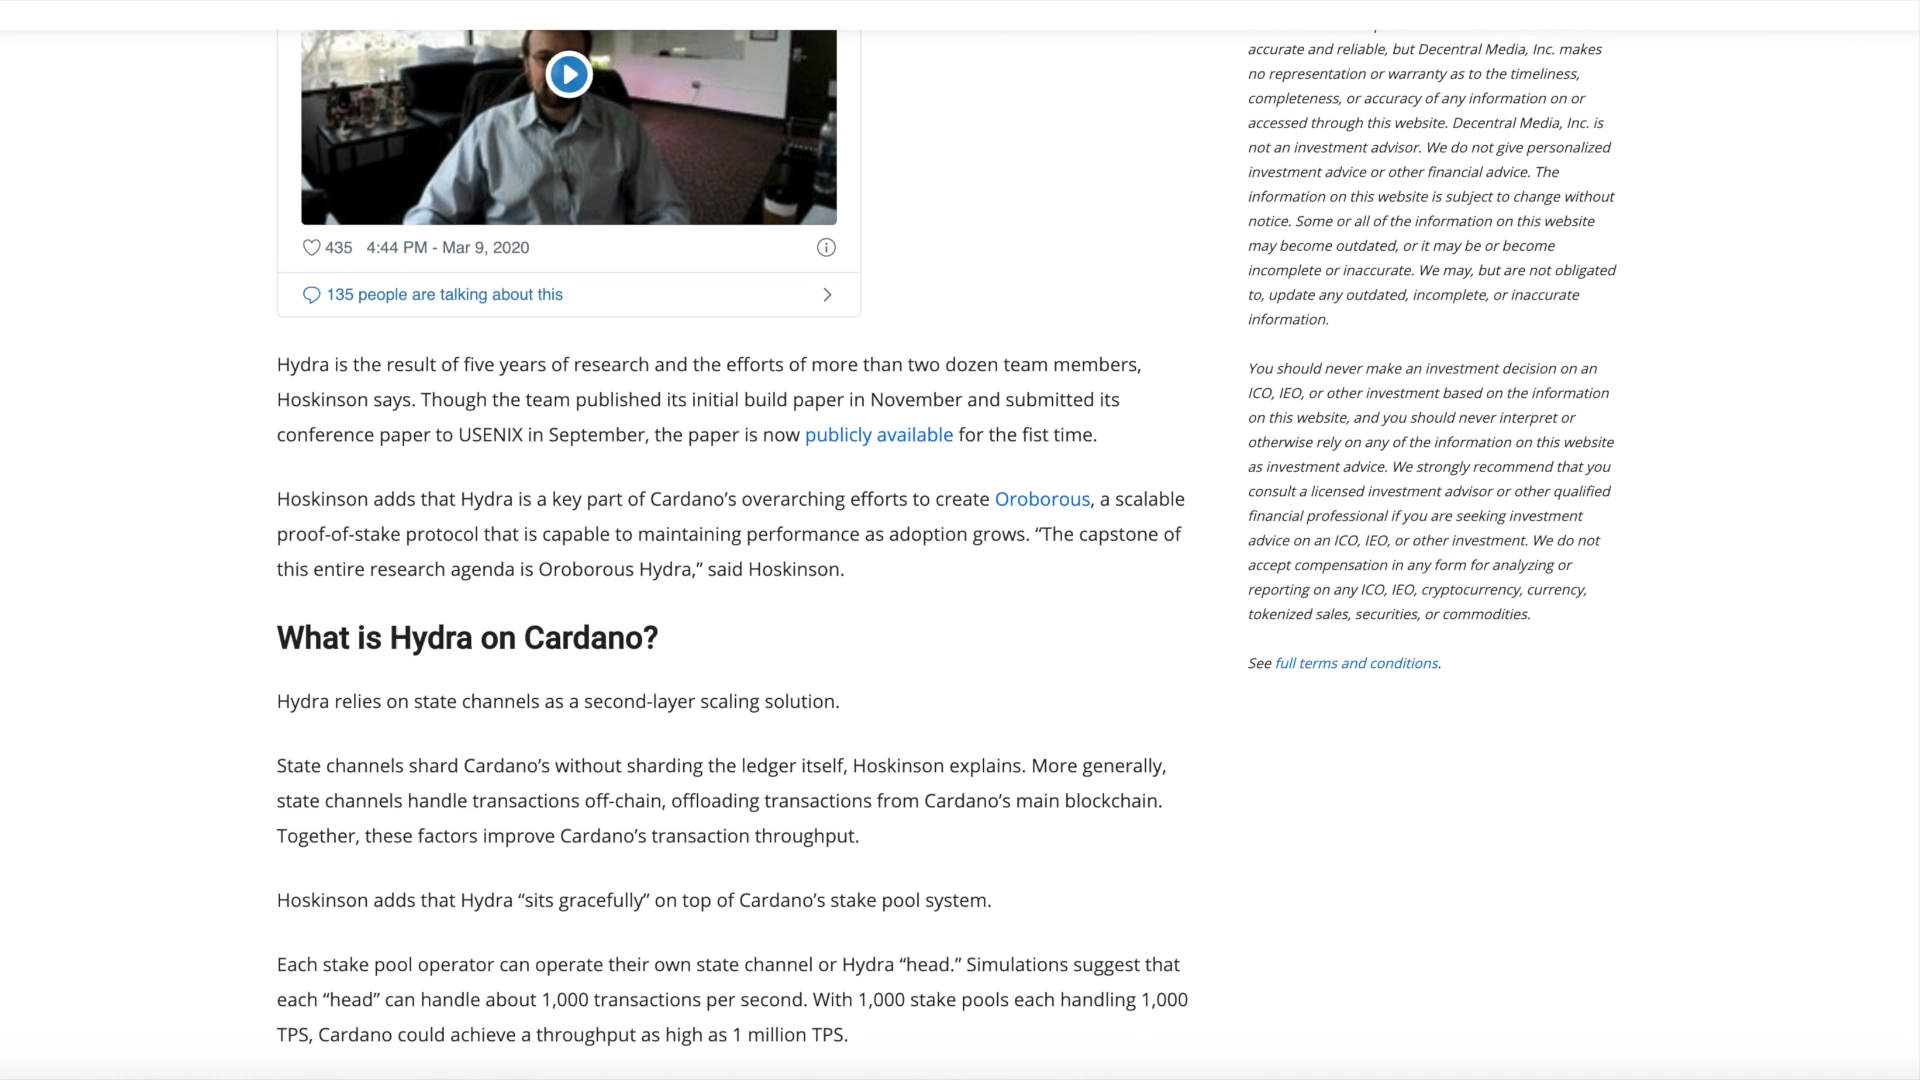 435 4:44 PM - Mar 9, 2020
135 people are talking about this
Hydra is the result of five years of research and the efforts of more than two dozen team members,
Hoskinson says. Though the team published its initial build paper in November and submitted its
conference paper to USENIX in September, the paper is now publicly available for the fist time.
Hoskinson adds that Hydra is a key part of Cardano’s overarching efforts to create Oroborous, a scalable
proof-of-stake protocol that is capable to maintaining performance as adoption grows. “The capstone of
this entire research agenda is Oroborous Hydra,” said Hoskinson.
What is Hydra on Cardano?
Hydra relies on state channels as a second-layer scaling solution.
State channels shard Cardano’s without sharding the ledger itself, Hoskinson explains. More generally,
state channels handle transactions off-chain, offloading transactions from Cardano’s main blockchain.
Together, these factors improve Cardano’s transaction throughput.
Hoskinson adds that Hydra “sits gracefully” on top of Cardano’s stake pool system.
Each stake pool operator can operate their own state channel or Hydra “head.” Simulations suggest that
each “head” can handle about 1,000 transactions per second. With 1,000 stake pools each handling 1,000
TPS, Cardano could achieve a throughput as high as 1 million TPS.
accurate and reliable, but Decentral Media, Inc. makes
no representation or warranty as to the timeliness,
completeness, or accuracy of any information on or
accessed through this website. Decentral Media, Inc. is
not an investment advisor. We do not give personalized
investment advice or other financial advice. The
information on this website is subject to change without
notice. Some or all of the information on this website
may become outdated, or it may be or become
incomplete or inaccurate. We may, but are not obligated
to, update any outdated, incomplete, or inaccurate
information.
You should never make an investment decision on an
ICO, IEO, or other investment based on the information
on this website, and you should never interpret or
otherwise rely on any of the information on this website
as investment advice. We strongly recommend that you
consult a licensed investment advisor or other qualified
financial professional if you are seeking investment
advice on an ICO, IEO, or other investment. We do not
accept compensation in any form for analyzing or
reporting on any ICO, IEO, cryptocurrency, currency,
tokenized sales, securities, or commodities.
See full terms and conditions.